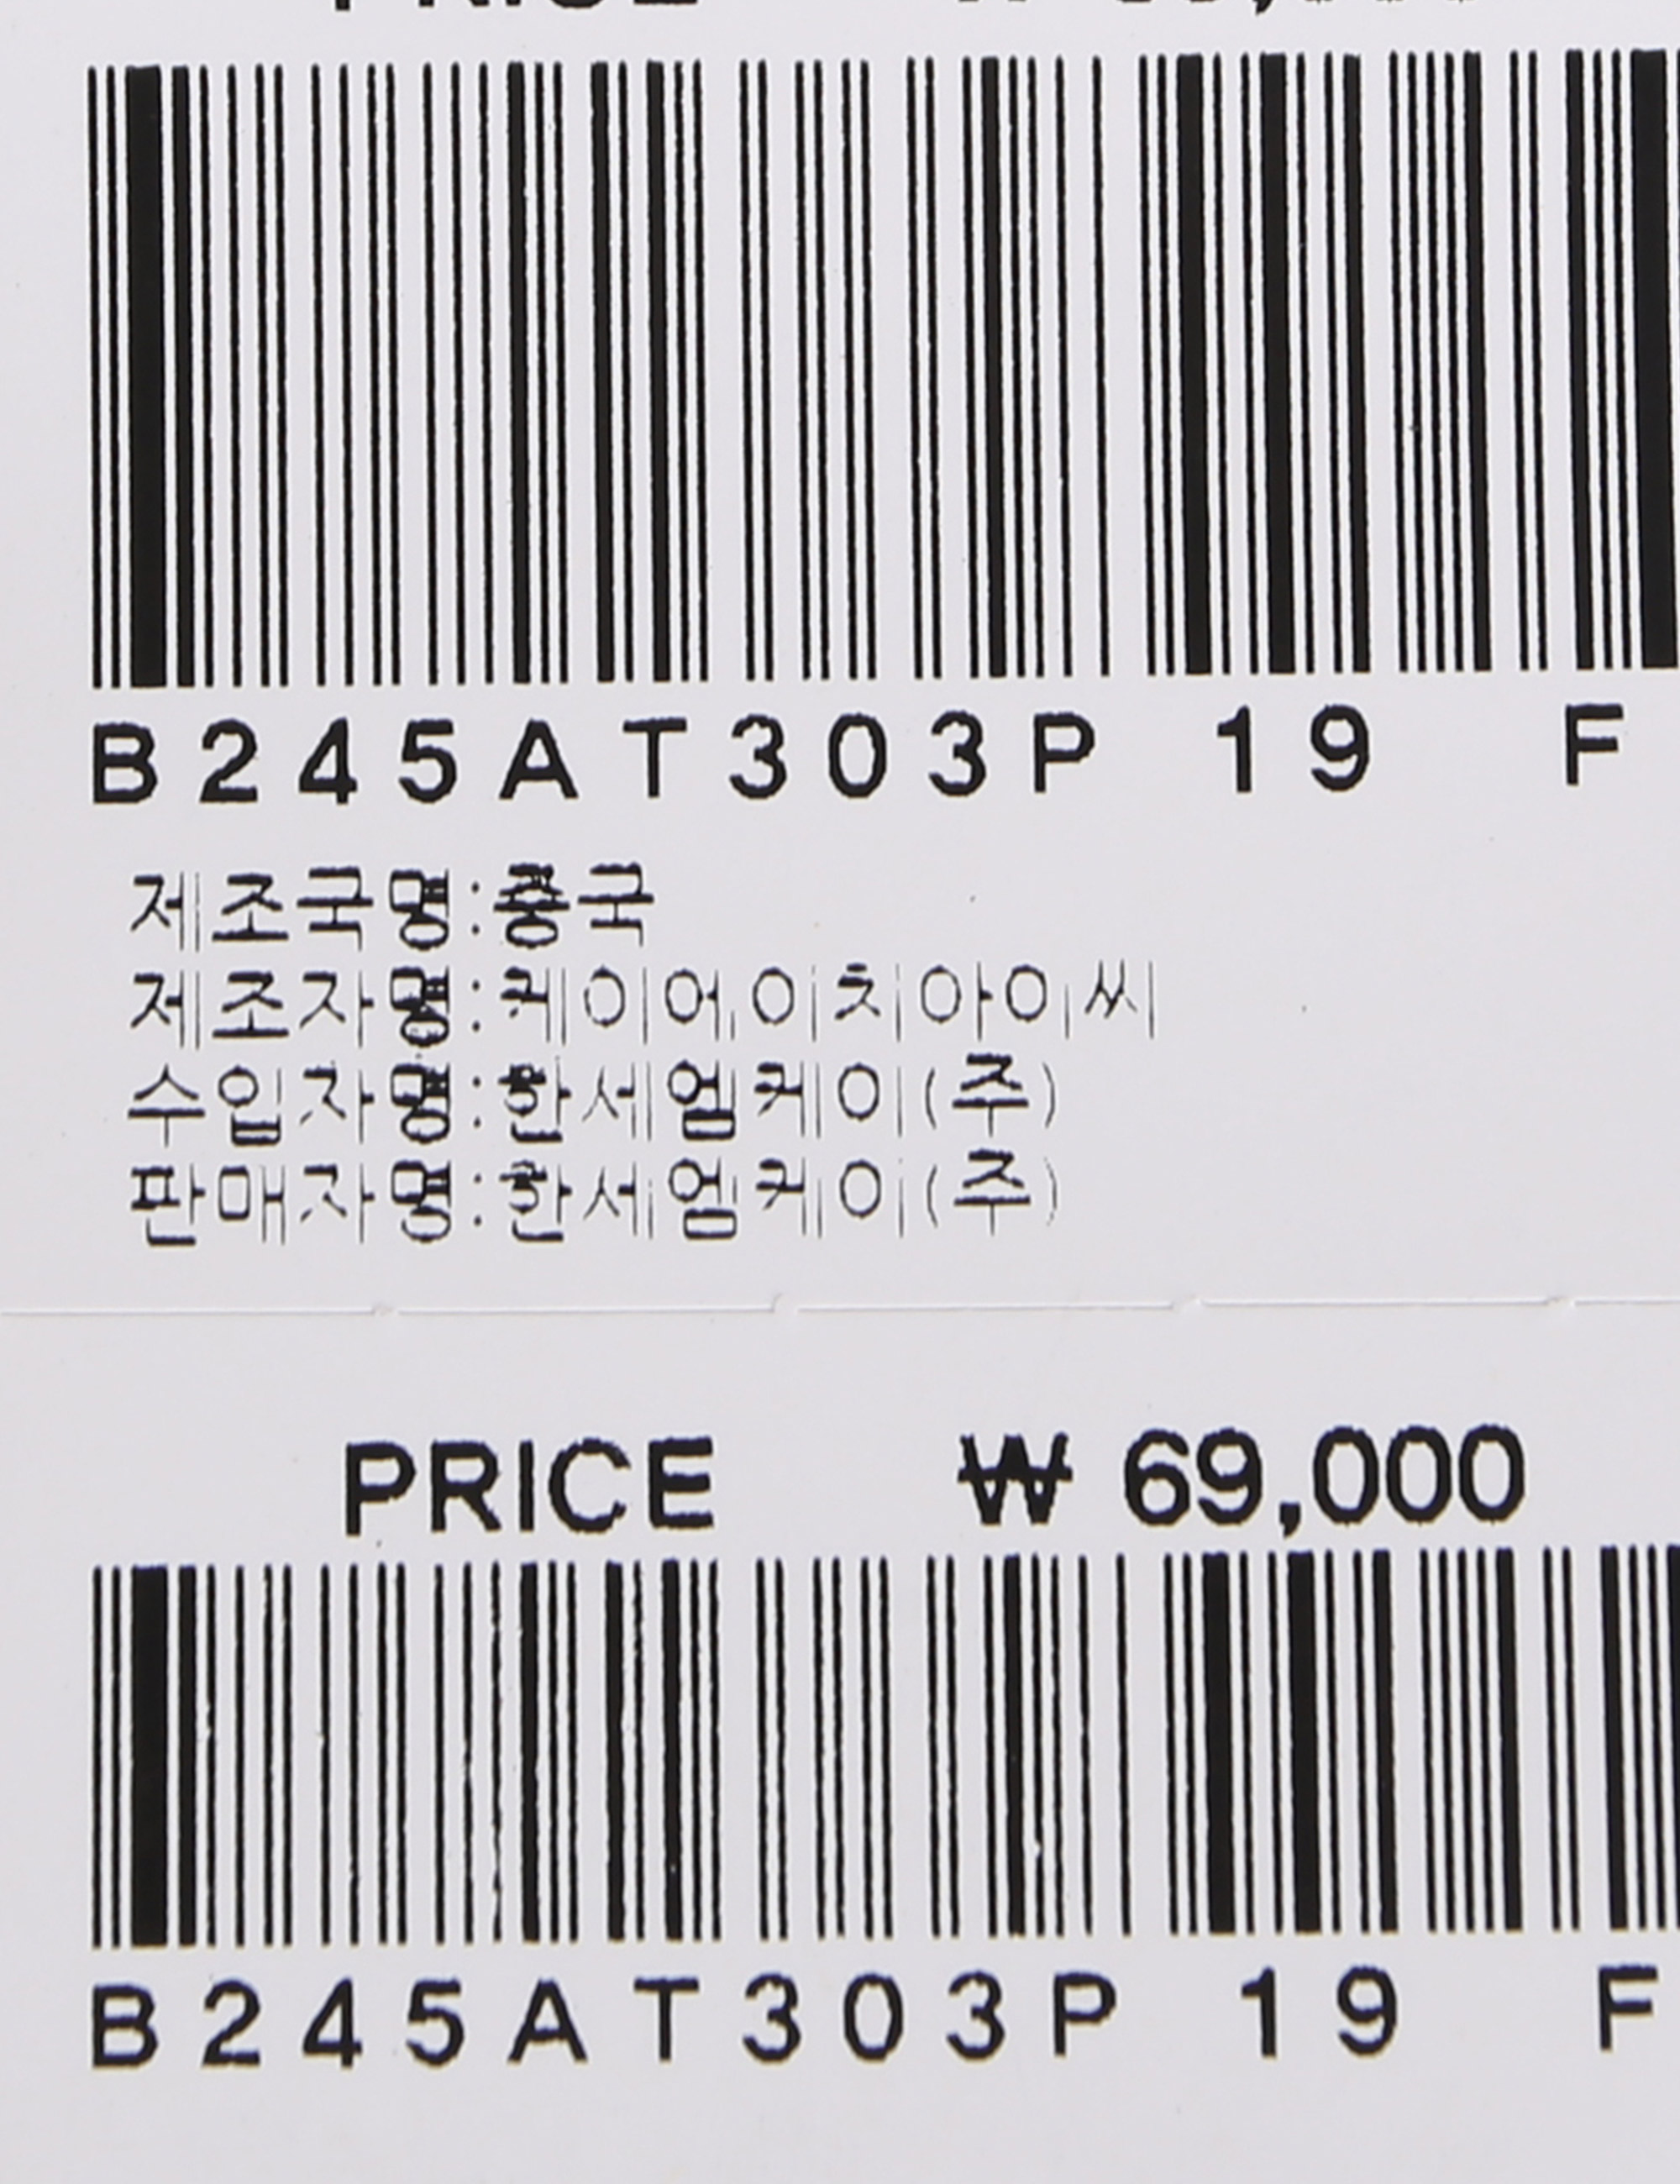 PRICE
B245AT303P 19 F
제조국명:중국
제조자명:케이어이치아이씨
수입자명:한세엠케이(주)
판매자명:한세엠케이(주)
PRICE ₩ 69,000
B245AT303P 19 F